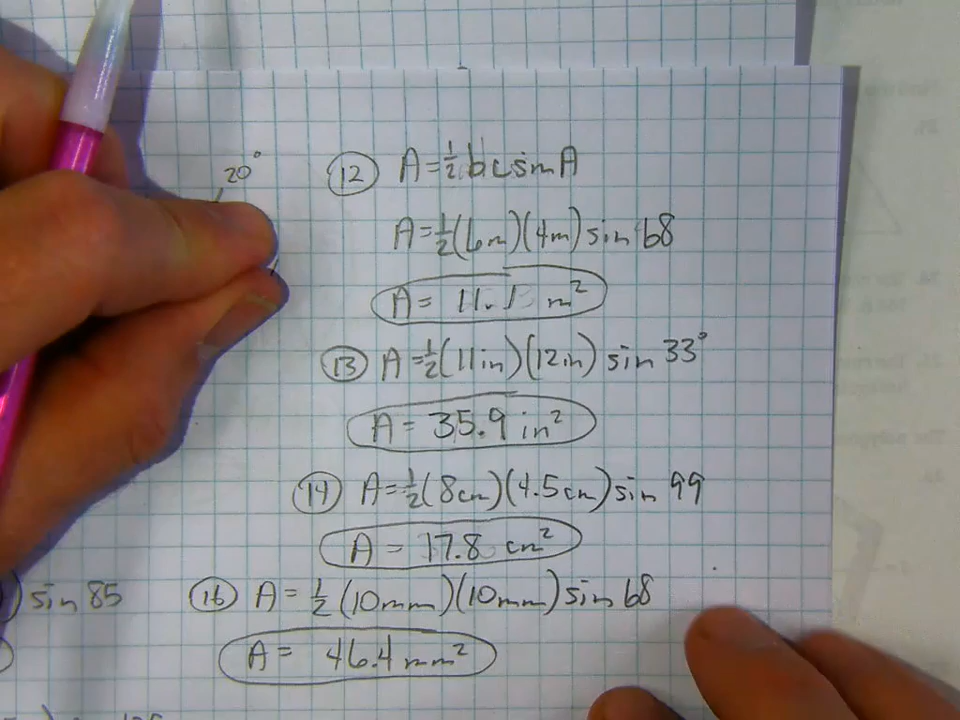 20°
(12) A = ½ bc sin A
A = ½(6m)(4m) sin 68
A = 11.1 m²
(13) A = ½(11in)(12in) sin 33°
A = 35.9 in²
(14) A = ½(8cm)(4.5cm) sin 99
A = 17.8 cm²
) sin 85
(16) A = ½(10mm)(10mm) sin 68
A = 46.4 mm²